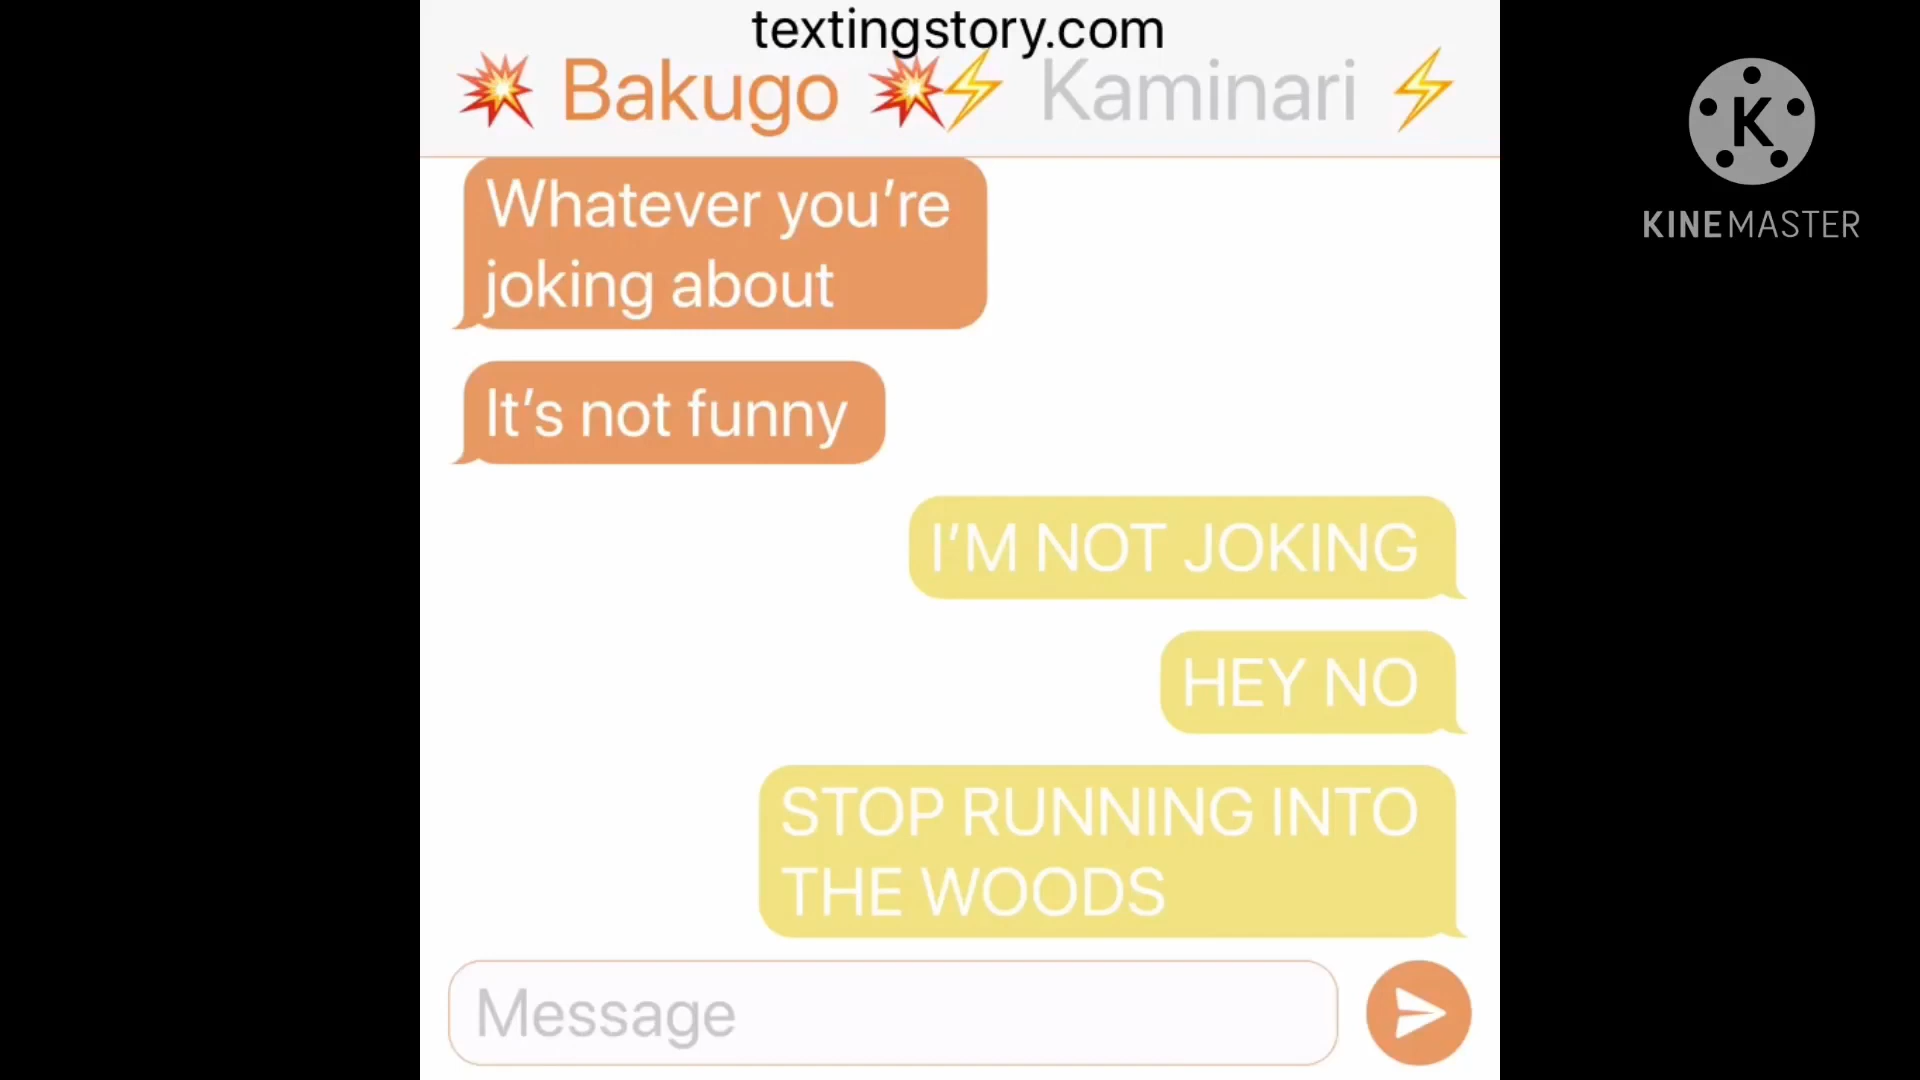 textingstory.com
💥 Bakugo 💥⚡ Kaminari ⚡
K
KINEMASTER
Whatever you're
joking about
It's not funny
I'M NOT JOKING
HEY NO
STOP RUNNING INTO
THE WOODS
Message